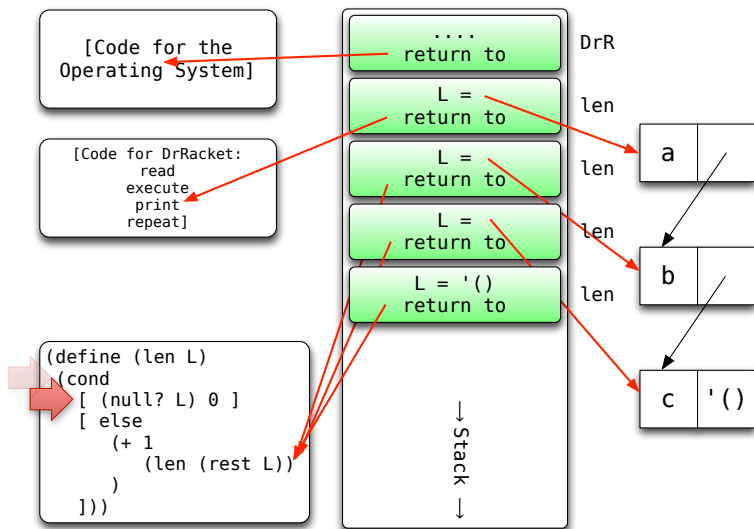 [Code for the
Operating System]
[Code for DrRacket:
read
execute
print
repeat]
(define (len L)
(cond
[ (null? L) 0 ]
[ else
(+ 1
(len (rest L))
)
]))
....
return to
DrR
L =
return to
len
L =
return to
len
L =
return to
len
L = '()
return to
len
→Stack →
a
b
c
'()